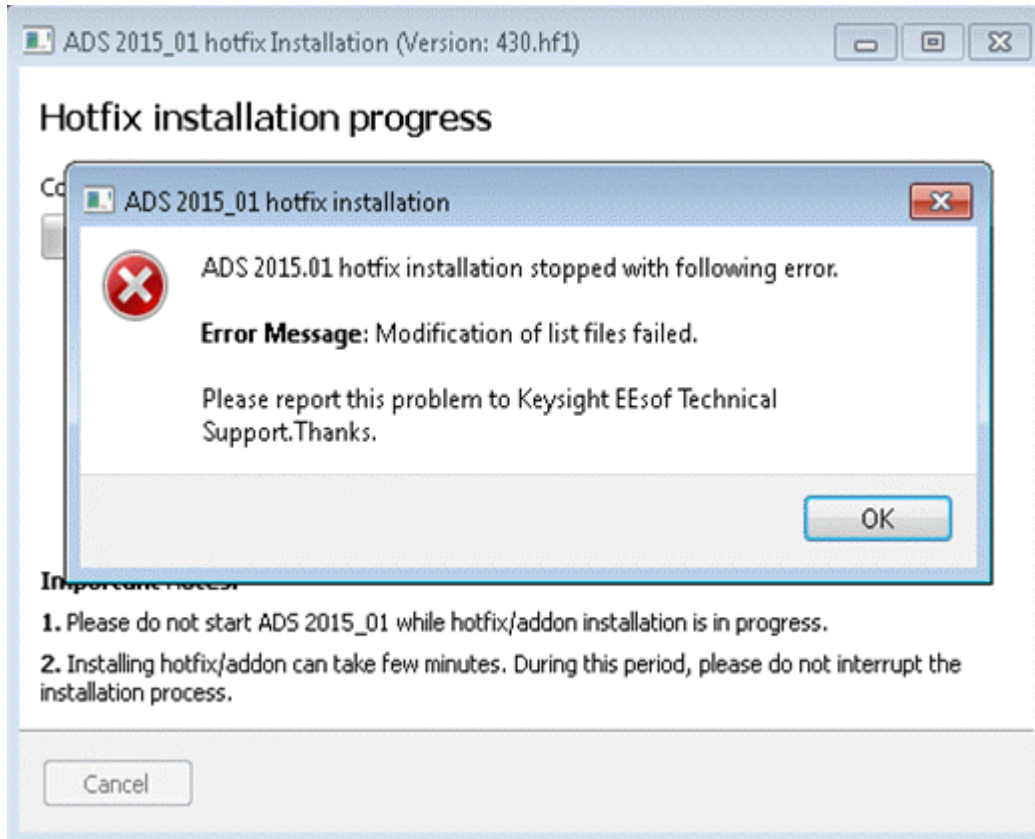 ADS 2015_01 hotfix Installation (Version: 430.hf1)
Hotfix installation progress
ADS 2015_01 hotfix installation
ADS 2015.01 hotfix installation stopped with following error.
Error Message: Modification of list files failed.
Please report this problem to Keysight EEsof Technical
Support.Thanks.
OK
Important notes:
1. Please do not start ADS 2015_01 while hotfix/addon installation is in progress.
2. Installing hotfix/addon can take few minutes. During this period, please do not interrupt the
installation process.
Cancel